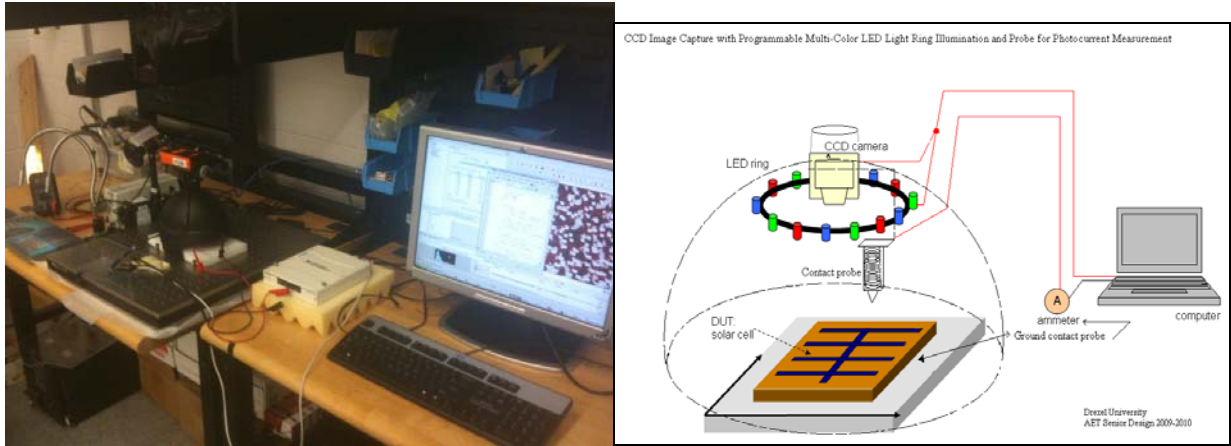 CCD Image Capture with Programmable Multi-Color LED Light Ring Illumination and Probe for Photocurrent Measurement
CCD camera
LED ring
Contact probe
A
ammeter
computer
Ground contact probe
DUT:
solar cell
Drexel University
AET Senior Design 2009-2010